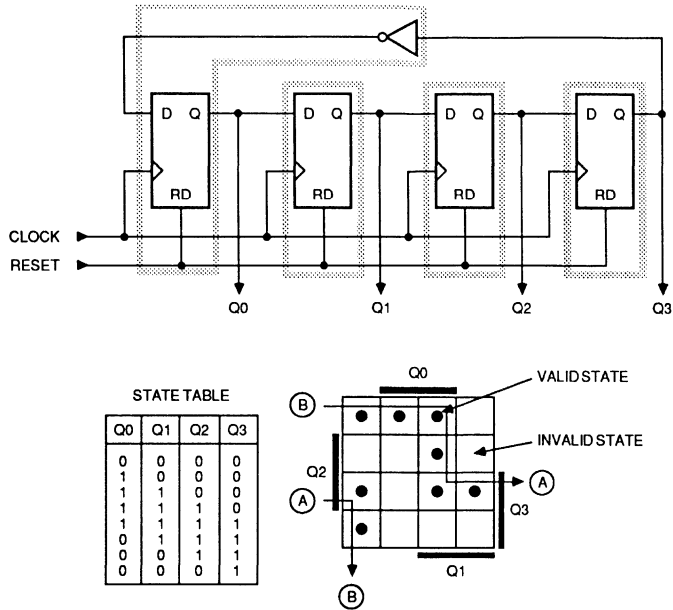 D Q D Q D Q D Q
RD RD RD RD
CLOCK
RESET
Q0 Q1 Q2 Q3
STATE TABLE
Q0 Q1 Q2 Q3
0 0 0 0
1 0 0 0
1 1 0 0
1 1 1 0
1 1 1 1
0 1 1 1
0 0 1 1
0 0 0 1
Q0
VALID STATE
B
INVALID STATE
Q2
A
A
Q3
Q1
B